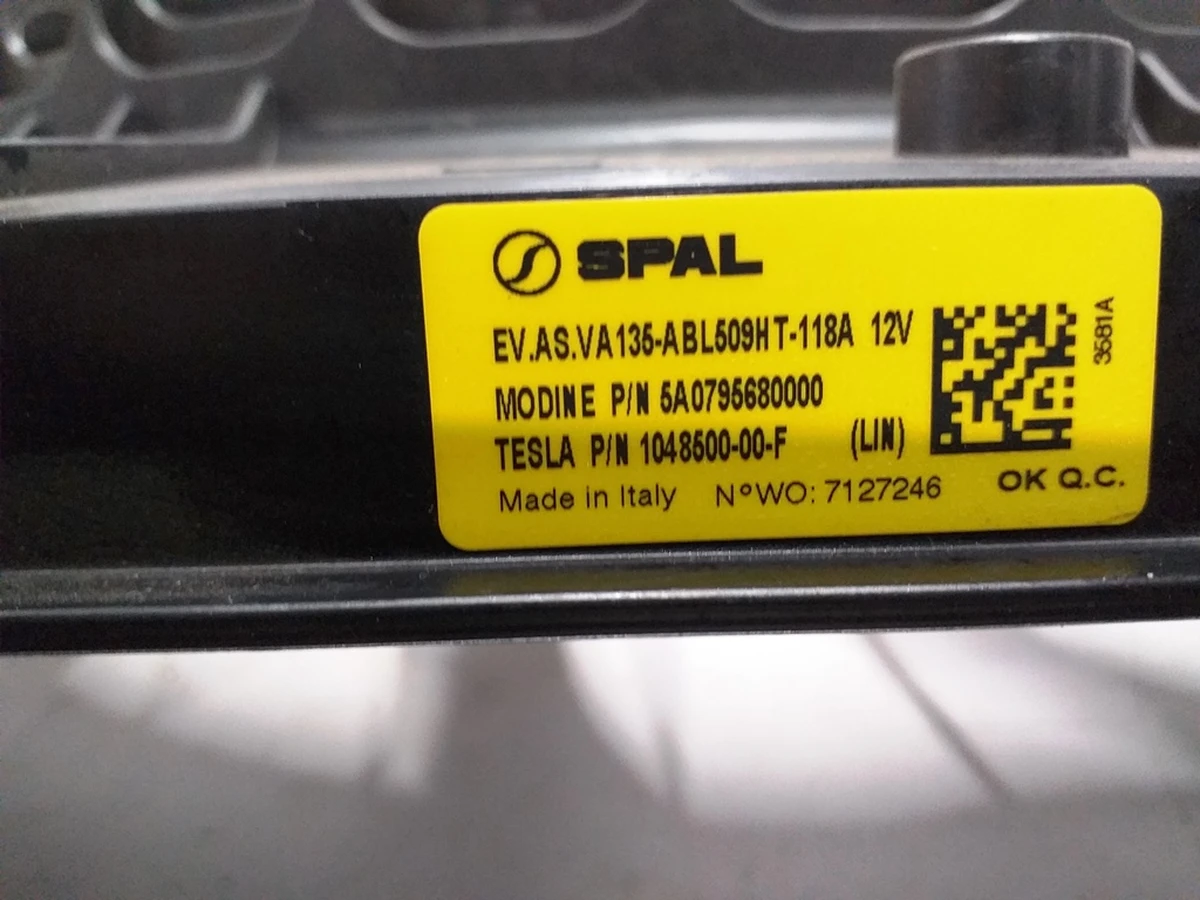 SPAL
EV.AS.VA135-ABL509HT-118A 12V
MODINE P/N 5A0795680000
TESLA P/N 1048500-00-F (LIN)
Made in Italy N°WO: 7127246
OK Q.C.
3581A